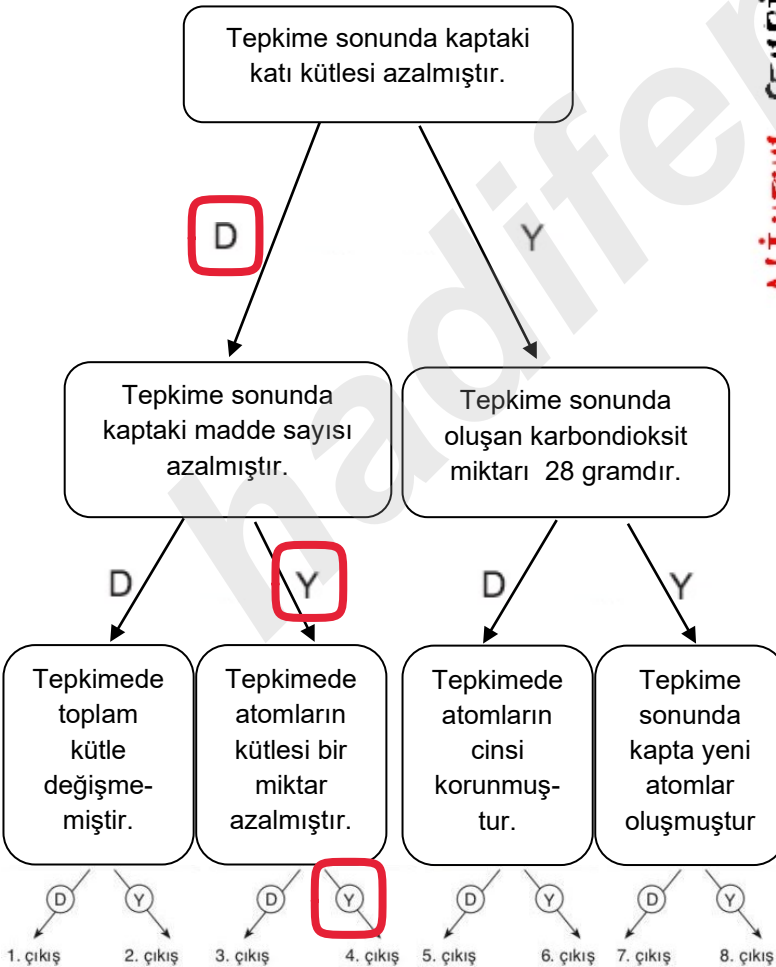 Tepkime sonunda kaptaki
katı kütlesi azalmıştır.
D
Y
Tepkime sonunda
kaptaki madde sayısı
azalmıştır.
Tepkime sonunda
oluşan karbondioksit
miktarı 28 gramdır.
D
Y
D
Y
Tepkimede
toplam
kütle
değişme-
miştir.
Tepkimede
atomların
kütlesi bir
miktar
azalmıştır.
Tepkimede
atomların
cinsi
korunmuş-
tur.
Tepkime
sonunda
kapta yeni
atomlar
oluşmuştur
D
Y
D
Y
D
Y
D
Y
1. çıkış
2. çıkış
3. çıkış
4. çıkış
5. çıkış
6. çıkış
7. çıkış
8. çıkış
hadifen